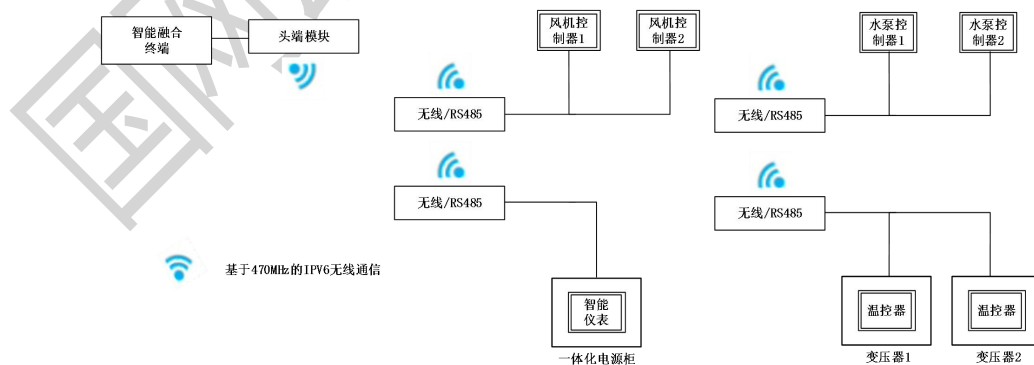 智能融合
终端
头端模块
风机控
制器1
风机控
制器2
水泵控
制器1
水泵控
制器2
无线/RS485
无线/RS485
无线/RS485
无线/RS485
基于470MHz的IPV6无线通信
智能
仪表
温控器
温控器
一体化电源柜
变压器1
变压器2
国网